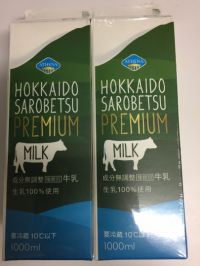 ATHENA
HOKKAIDO
SAROBETSU
PREMIUM
MILK
成分無調整 牛乳
生乳100%使用
要冷蔵 10℃以下
1000ml
ATHENA
HOKKAIDO
SAROBETSU
PREMIUM
MILK
成分無調整 牛乳
生乳100%使用
要冷蔵 10℃以下
1000ml